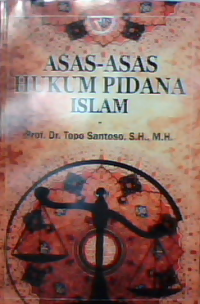 ASAS-ASAS
HUKUM PIDANA
ISLAM
Prof. Dr. Topo Santoso, S.H., M.H.